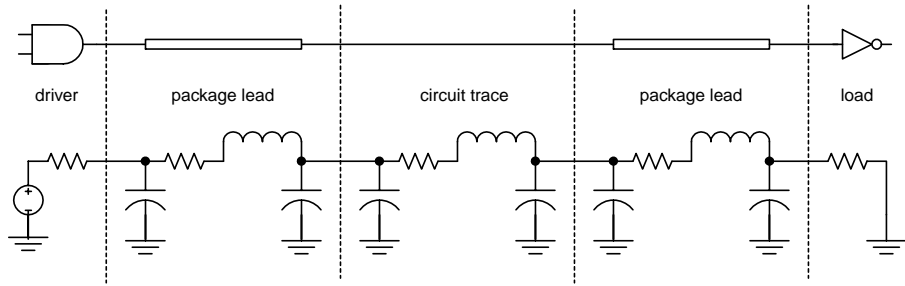 driver package lead circuit trace package lead load
+
−